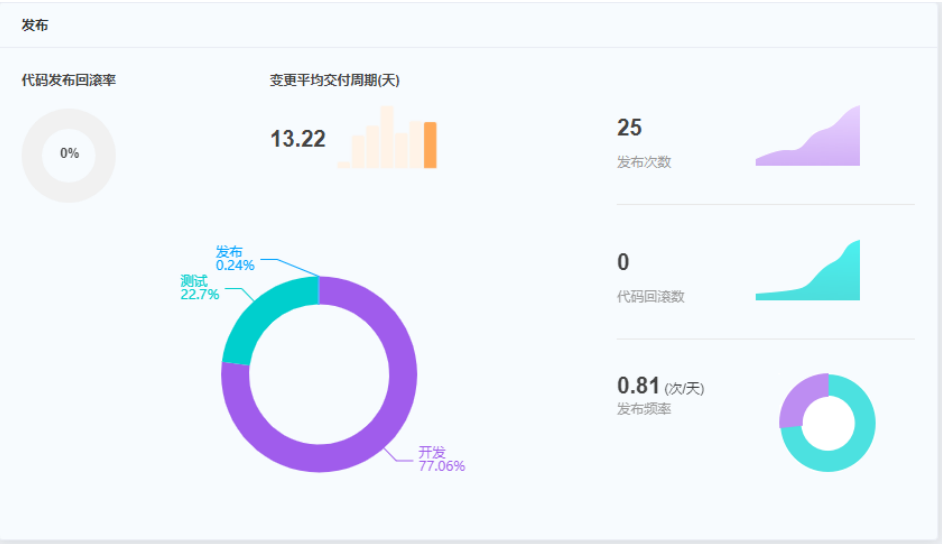 发布
代码发布回滚率
0%
变更平均交付周期(天)
13.22
25
发布次数
0
代码回滚数
0.81 (次/天)
发布频率
发布
0.24%
测试
22.7%
开发
77.06%